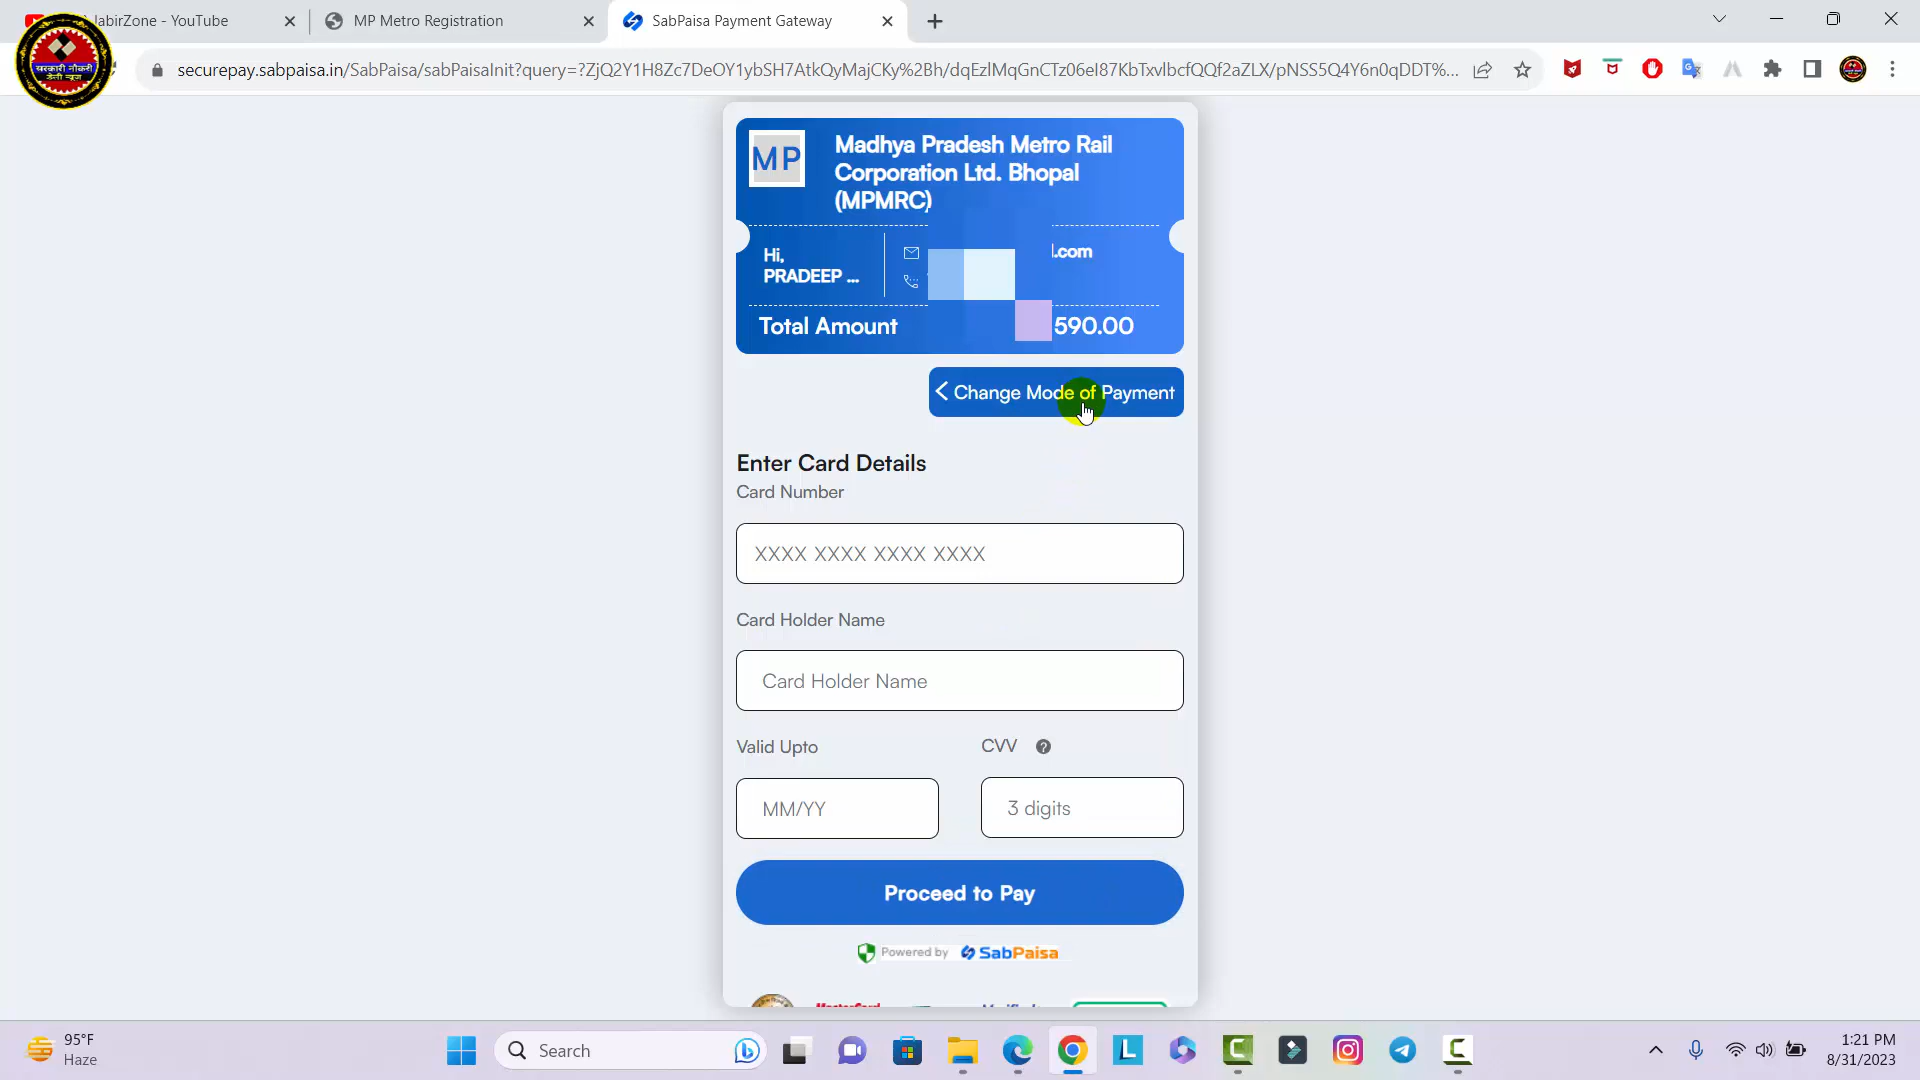 JabirZone - YouTube
MP Metro Registration
SabPaisa Payment Gateway
सरकारी नौकरी
डेली न्यूज
securepay.sabpaisa.in/SabPaisa/sabPaisaInit?query=?ZjQ2Y1H8Zc7DeOY1ybSH7AtkQyMajCKy%2Bh/dqEzlMqGnCTz06eI87KbTxvlbcfQQf2aZLX/pNSS5Q4Y6n0qDDT%...
MP
Madhya Pradesh Metro Rail
Corporation Ltd. Bhopal
(MPMRC)
Hi,
PRADEEP ...
l.com
Total Amount
590.00
Change Mode of Payment
Enter Card Details
Card Number
XXXX XXXX XXXX XXXX
Card Holder Name
Card Holder Name
Valid Upto
CVV ?
MM/YY
3 digits
Proceed to Pay
Powered by SabPaisa
95°F
Haze
Search
1:21 PM
8/31/2023